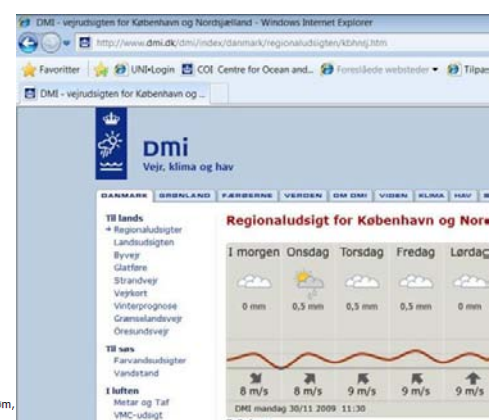 DMI - vejrudsigten for København og Nordsjælland - Windows Internet Explorer
http://www.dmi.dk/dmi/index/danmark/regionaludsigten/kbhnsj.htm
Favoritter UNI•Login COI Centre for Ocean and... Foreslåede websteder Tilpas
DMI - vejrudsigten for København og ...
Dmi
Vejr, klima og hav
DANMARK GRØNLAND FÆRØERNE VERDEN OM DMI VIDEN KLIMA HAV
Til lands
Regionaludsigter
Landsudsigten
Byvejr
Glatføre
Strandvejr
Vejrkort
Vinterprognose
Grænselandsvejr
Øresundsvejr
Til søs
Farvandsudsigter
Vandstand
I luften
Metar og Taf
VMC-udsigt
Regionaludsigt for København og Nor
I morgen Onsdag Torsdag Fredag Lørdag
0 mm 0,5 mm 0,5 mm 0,5 mm 0 mm
8 m/s 8 m/s 9 m/s 9 m/s 9 m/s
DMI mandag 30/11 2009 11:30